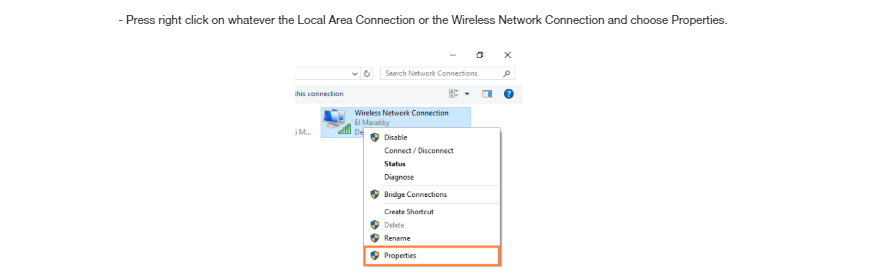 - Press right click on whatever the Local Area Connection or the Wireless Network Connection and choose Properties.
Search Network Connections
this connection
Wireless Network Connection
El Marakby
De
Disable
Connect / Disconnect
Status
Diagnose
Bridge Connections
Create Shortcut
Delete
Rename
Properties